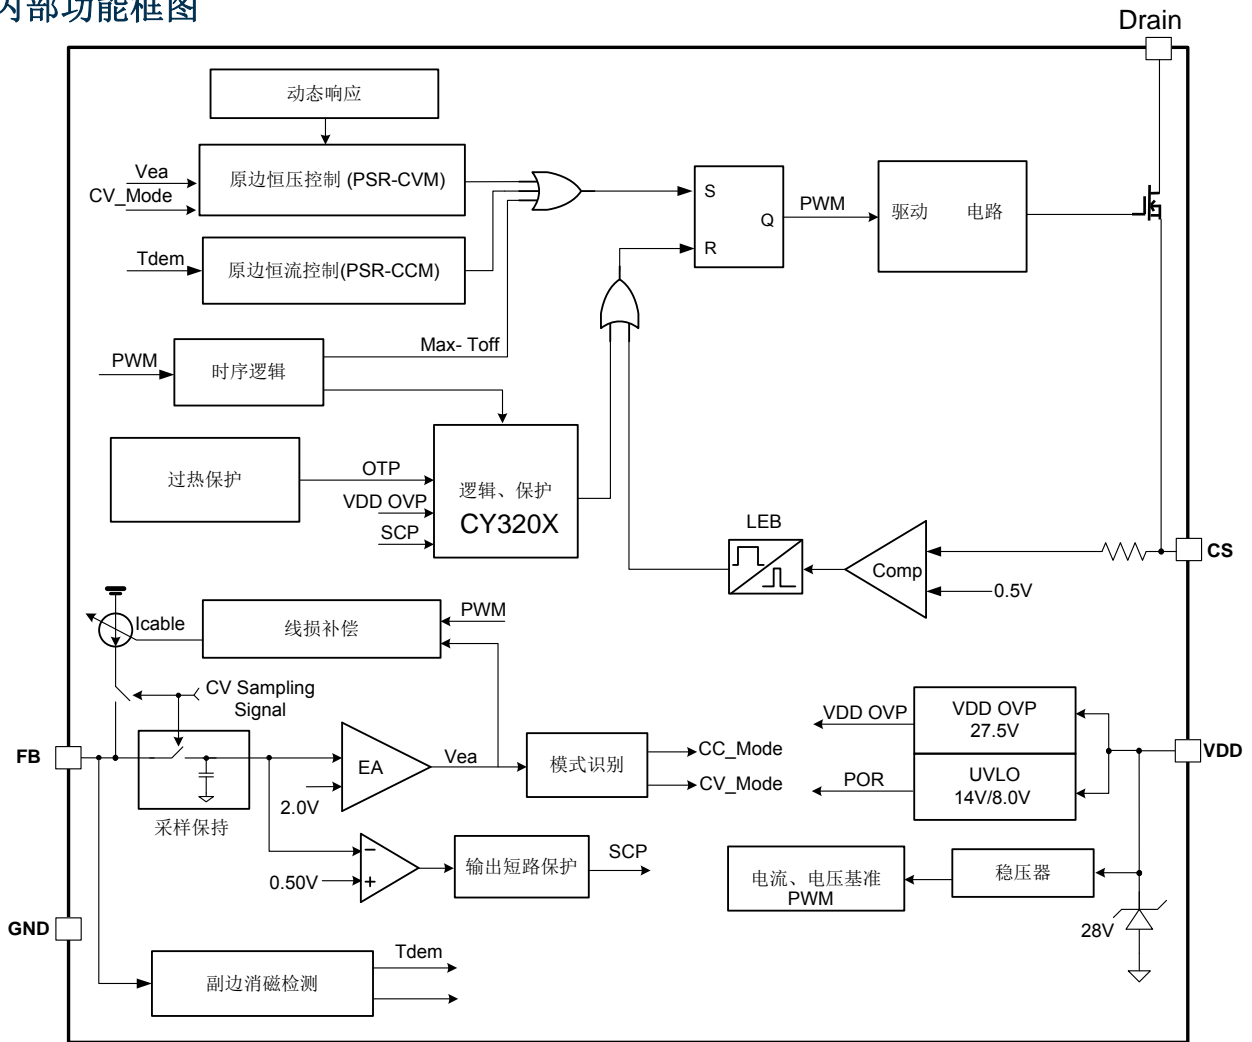 内部功能框图
Drain
动态响应
Vea
CV_Mode
原边恒压控制 (PSR-CVM)
S
Q
R
PWM
驱动 电路
Tdem
原边恒流控制(PSR-CCM)
Max- Toff
PWM
时序逻辑
过热保护
OTP
VDD OVP
SCP
逻辑、保护
CY320X
LEB
Comp
CS
0.5V
Icable
线损补偿
PWM
CV Sampling
Signal
FB
EA
Vea
2.0V
模式识别
CC_Mode
CV_Mode
VDD OVP
VDD OVP
27.5V
POR
UVLO
14V/8.0V
VDD
采样保持
0.50V
−
+
输出短路保护
SCP
电流、电压基准
PWM
稳压器
28V
GND
副边消磁检测
Tdem